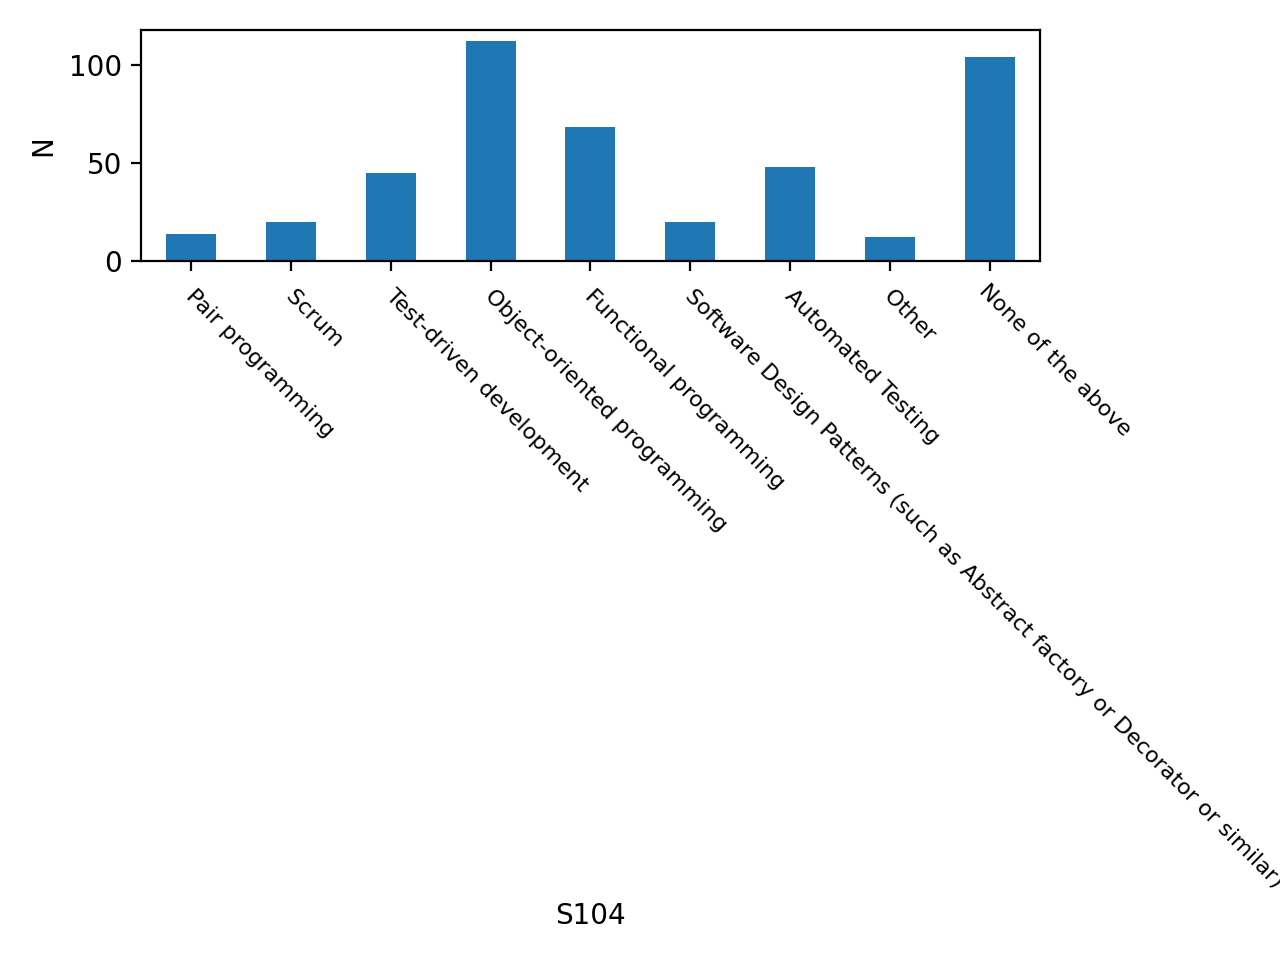 100
50
0
N
Pair programming
Scrum
Test-driven development
Object-oriented programming
Functional programming
Software Design Patterns (such as Abstract factory or Decorator or similar)
Automated Testing
Other
None of the above
S104